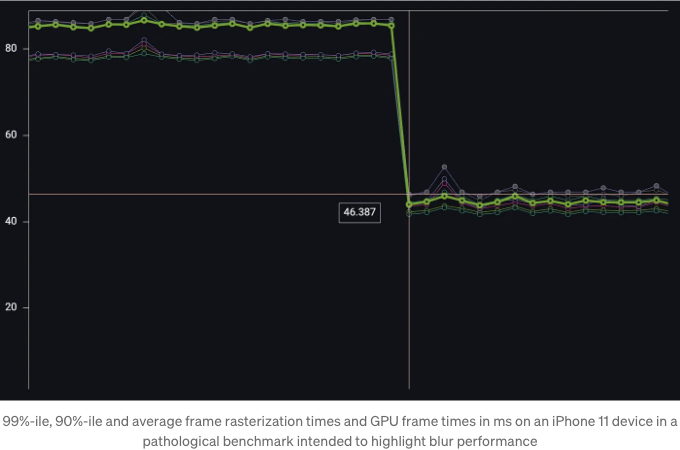 80
60
46.387
40
20
99%-ile, 90%-ile and average frame rasterization times and GPU frame times in ms on an iPhone 11 device in a
pathological benchmark intended to highlight blur performance